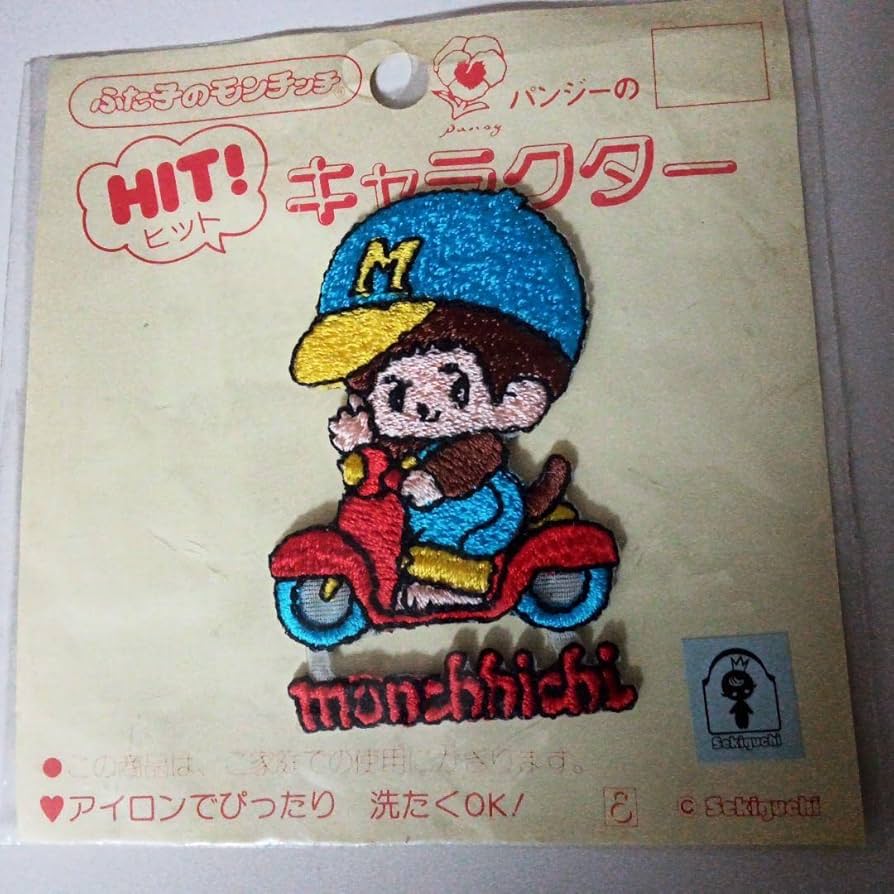 ふた子のモンチッチ
pansy
パンジーの
HIT!
ヒット
キャラクター
M
monchhichi
Sekiguchi
●この商品は、ご家庭での使用にかぎります。
♥アイロンでぴったり 洗たくOK!
© Sekiguchi